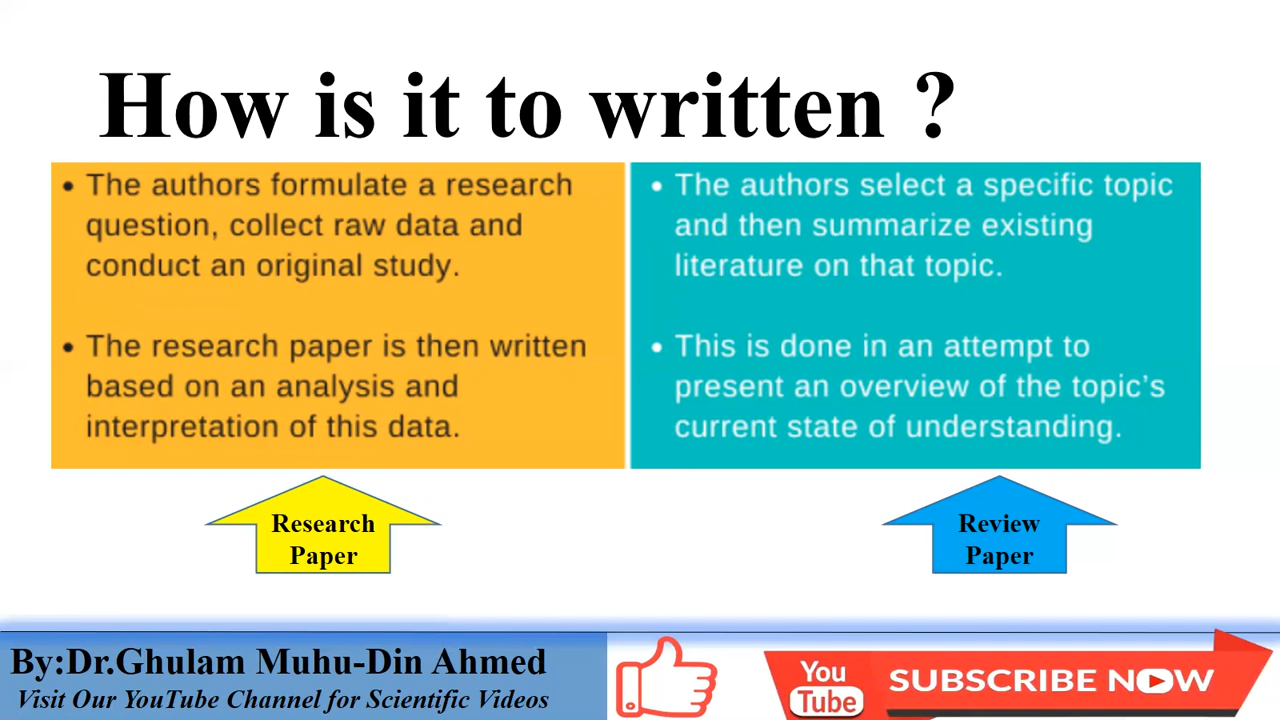 How is it to written ?
• The authors formulate a research
question, collect raw data and
conduct an original study.
• The research paper is then written
based on an analysis and
interpretation of this data.
• The authors select a specific topic
and then summarize existing
literature on that topic.
• This is done in an attempt to
present an overview of the topic's
current state of understanding.
Research
Paper
Review
Paper
By:Dr.Ghulam Muhu-Din Ahmed
Visit Our YouTube Channel for Scientific Videos
You
Tube
SUBSCRIBE NOW